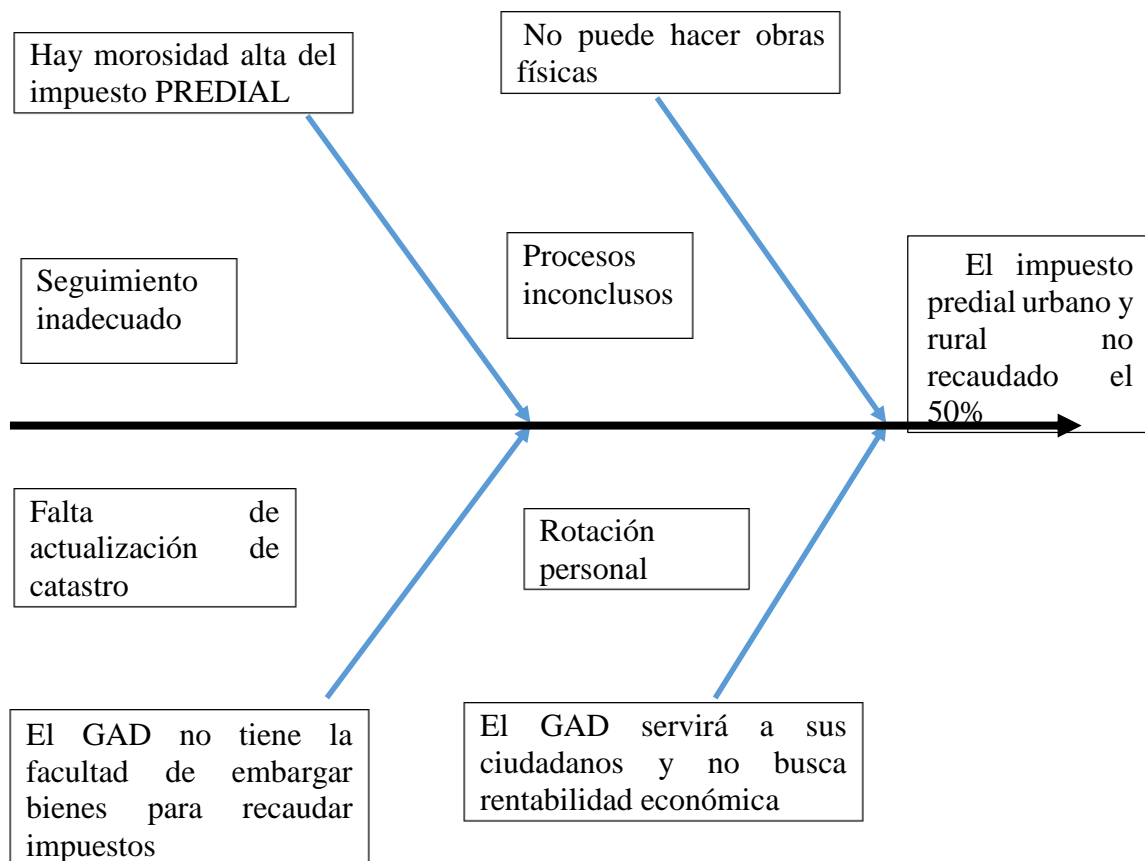 Hay morosidad alta del
impuesto PREDIAL
No puede hacer obras
físicas
Seguimiento
inadecuado
Procesos
inconclusos
El impuesto
predial urbano y
rural no
recaudado el
50%
Falta de
actualización de
catastro
Rotación
personal
El GAD no tiene la
facultad de embargar
bienes para recaudar
impuestos
El GAD servirá a sus
ciudadanos y no busca
rentabilidad económica